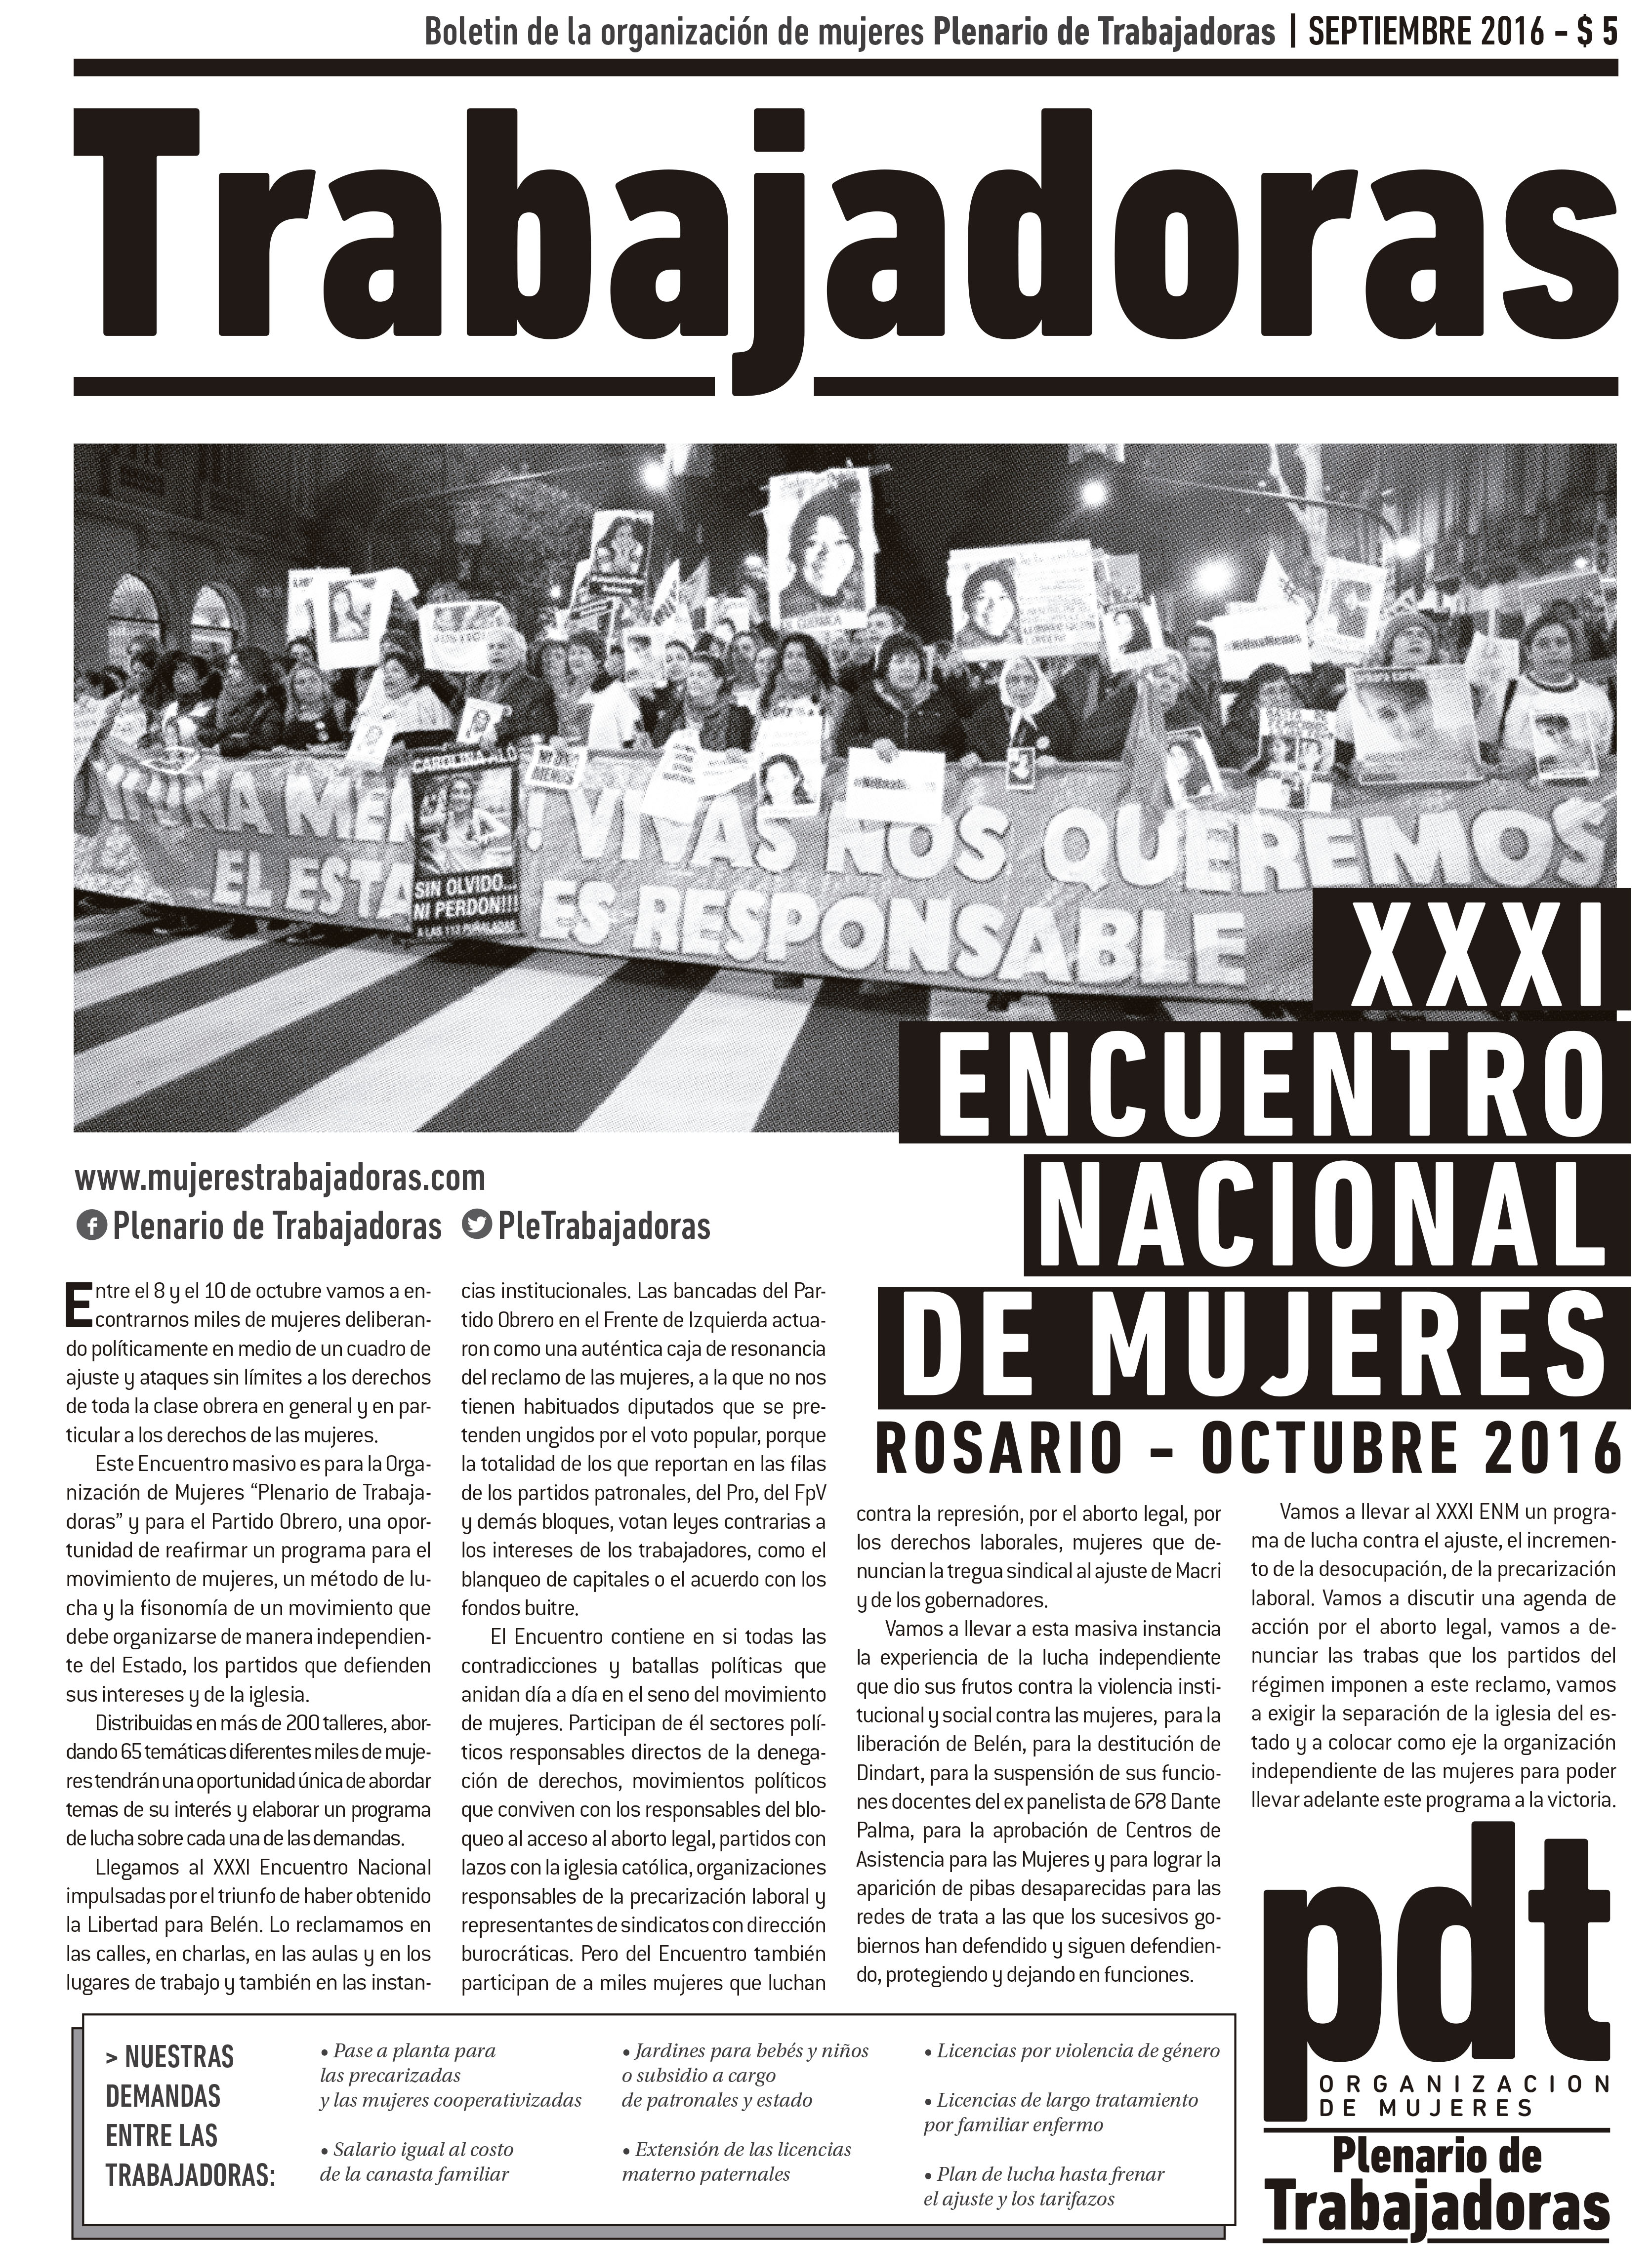 Boletin de la organización de mujeres Plenario de Trabajadoras | SEPTIEMBRE 2016 - $ 5
Trabajadoras
CAROLINA ALÓ
SIN OLVIDO...
NI PERDON!!!
A LAS 113 PUÑALADAS
! VIVAS NOS QUEREMOS
EL ESTA
ES RESPONSABLE
XXXI
ENCUENTRO
NACIONAL
DE MUJERES
ROSARIO - OCTUBRE 2016
www.mujerestrabajadoras.com
Plenario de Trabajadoras PleTrabajadoras
Entre el 8 y el 10 de octubre vamos a en-
contrarnos miles de mujeres deliberan-
do políticamente en medio de un cuadro de
ajuste y ataques sin límites a los derechos
de toda la clase obrera en general y en par-
ticular a los derechos de las mujeres.
Este Encuentro masivo es para la Orga-
nización de Mujeres “Plenario de Trabaja-
doras” y para el Partido Obrero, una opor-
tunidad de reafirmar un programa para el
movimiento de mujeres, un método de lu-
cha y la fisonomía de un movimiento que
debe organizarse de manera independien-
te del Estado, los partidos que defienden
sus intereses y de la iglesia.
Distribuidas en más de 200 talleres, abor-
dando 65 temáticas diferentes miles de muje-
res tendrán una oportunidad única de abordar
temas de su interés y elaborar un programa
de lucha sobre cada una de las demandas.
Llegamos al XXXI Encuentro Nacional
impulsadas por el triunfo de haber obtenido
la Libertad para Belén. Lo reclamamos en
las calles, en charlas, en las aulas y en los
lugares de trabajo y también en las instan-
cias institucionales. Las bancadas del Par-
tido Obrero en el Frente de Izquierda actua-
ron como una auténtica caja de resonancia
del reclamo de las mujeres, a la que no nos
tienen habituados diputados que se pre-
tenden ungidos por el voto popular, porque
la totalidad de los que reportan en las filas
de los partidos patronales, del Pro, del FpV
y demás bloques, votan leyes contrarias a
los intereses de los trabajadores, como el
blanqueo de capitales o el acuerdo con los
fondos buitre.
El Encuentro contiene en si todas las
contradicciones y batallas políticas que
anidan día a día en el seno del movimiento
de mujeres. Participan de él sectores polí-
ticos responsables directos de la denega-
ción de derechos, movimientos políticos
que conviven con los responsables del blo-
queo al acceso al aborto legal, partidos con
lazos con la iglesia católica, organizaciones
responsables de la precarización laboral y
representantes de sindicatos con dirección
burocráticas. Pero del Encuentro también
participan de a miles mujeres que luchan
contra la represión, por el aborto legal, por
los derechos laborales, mujeres que de-
nuncian la tregua sindical al ajuste de Macri
y de los gobernadores.
Vamos a llevar a esta masiva instancia
la experiencia de la lucha independiente
que dio sus frutos contra la violencia insti-
tucional y social contra las mujeres, para la
liberación de Belén, para la destitución de
Dindart, para la suspensión de sus funcio-
nes docentes del ex panelista de 678 Dante
Palma, para la aprobación de Centros de
Asistencia para las Mujeres y para lograr la
aparición de pibas desaparecidas para las
redes de trata a las que los sucesivos go-
biernos han defendido y siguen defendien-
do, protegiendo y dejando en funciones.
Vamos a llevar al XXXI ENM un progra-
ma de lucha contra el ajuste, el incremen-
to de la desocupación, de la precarización
laboral. Vamos a discutir una agenda de
acción por el aborto legal, vamos a de-
nunciar las trabas que los partidos del
régimen imponen a este reclamo, vamos
a exigir la separación de la iglesia del es-
tado y a colocar como eje la organización
independiente de las mujeres para poder
llevar adelante este programa a la victoria.
> NUESTRAS
DEMANDAS
ENTRE LAS
TRABAJADORAS:
• Pase a planta para
las precarizadas
y las mujeres cooperativizadas
• Salario igual al costo
de la canasta familiar
• Jardines para bebés y niños
o subsidio a cargo
de patronales y estado
• Extensión de las licencias
materno paternales
• Licencias por violencia de género
• Licencias de largo tratamiento
por familiar enfermo
• Plan de lucha hasta frenar
el ajuste y los tarifazos
pdt
ORGANIZACION
DE MUJERES
Plenario de
Trabajadoras